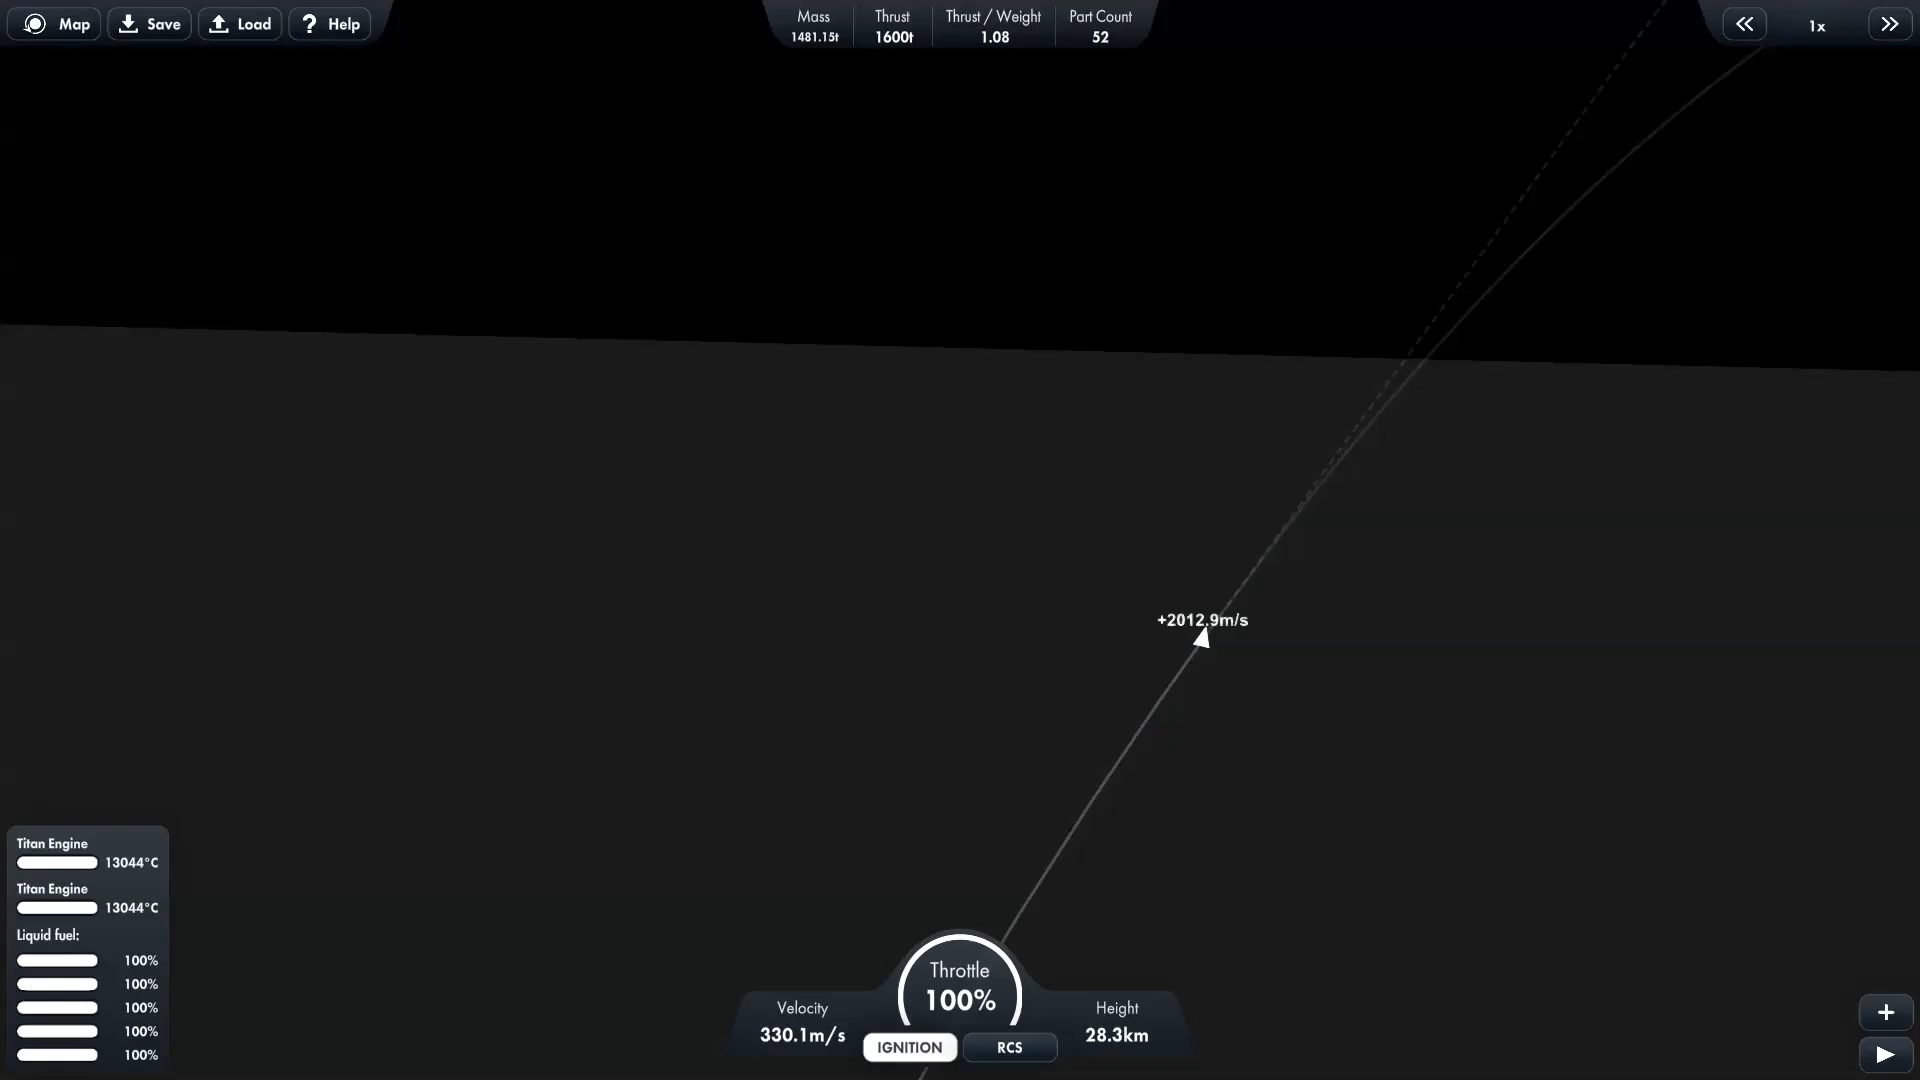 Map
Save
Load
? Help
Mass
1481.15t
Thrust
1600t
Thrust / Weight
1.08
Part Count
52
1x
+2012.9m/s
Titan Engine
13044°C
Titan Engine
13044°C
Liquid fuel:
100%
100%
100%
100%
100%
Throttle
100%
Velocity
330.1m/s
IGNITION
RCS
Height
28.3km